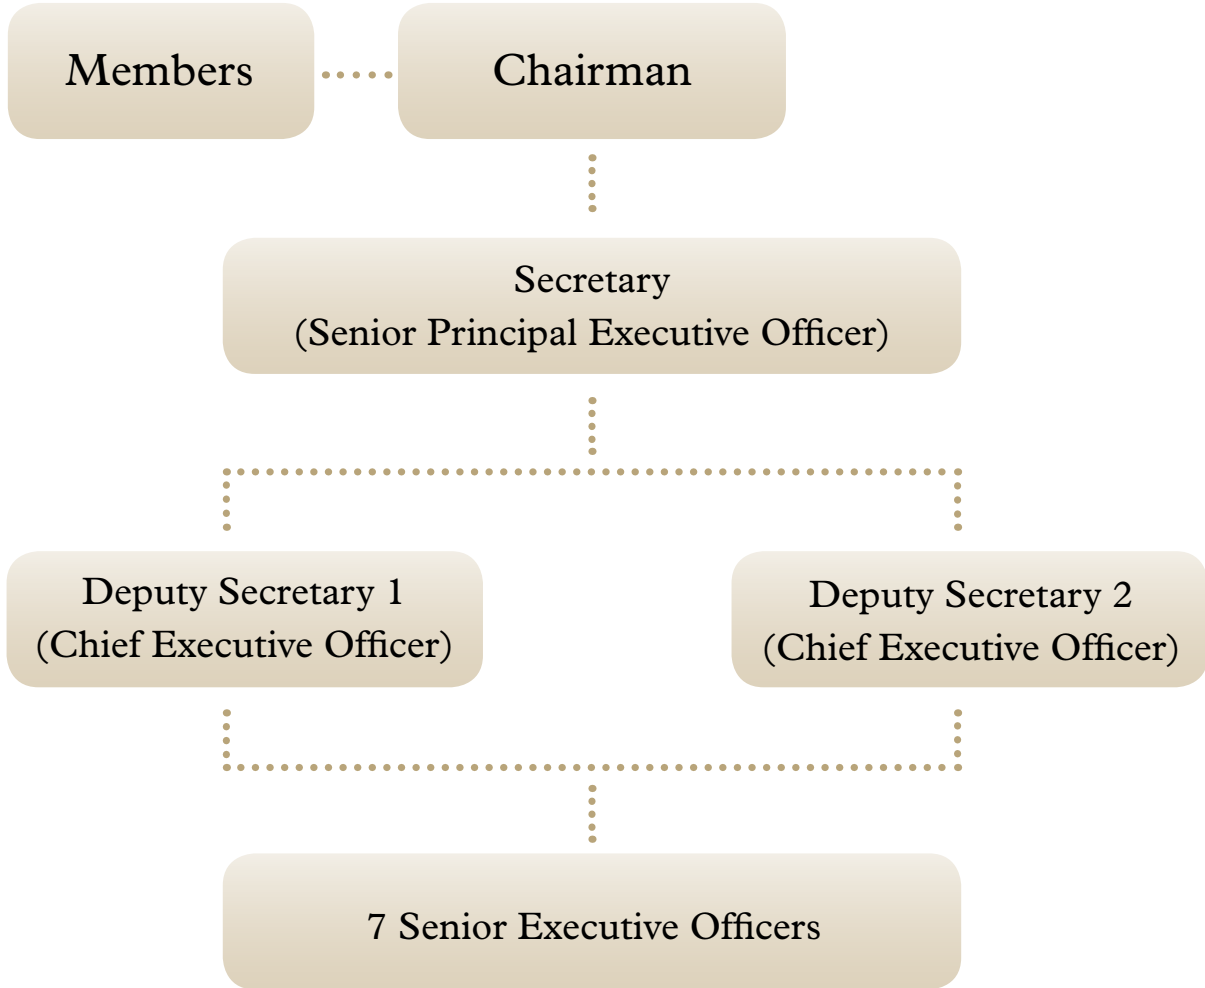 Members
Chairman
Secretary
(Senior Principal Executive Officer)
Deputy Secretary 1
(Chief Executive Officer)
Deputy Secretary 2
(Chief Executive Officer)
7 Senior Executive Officers